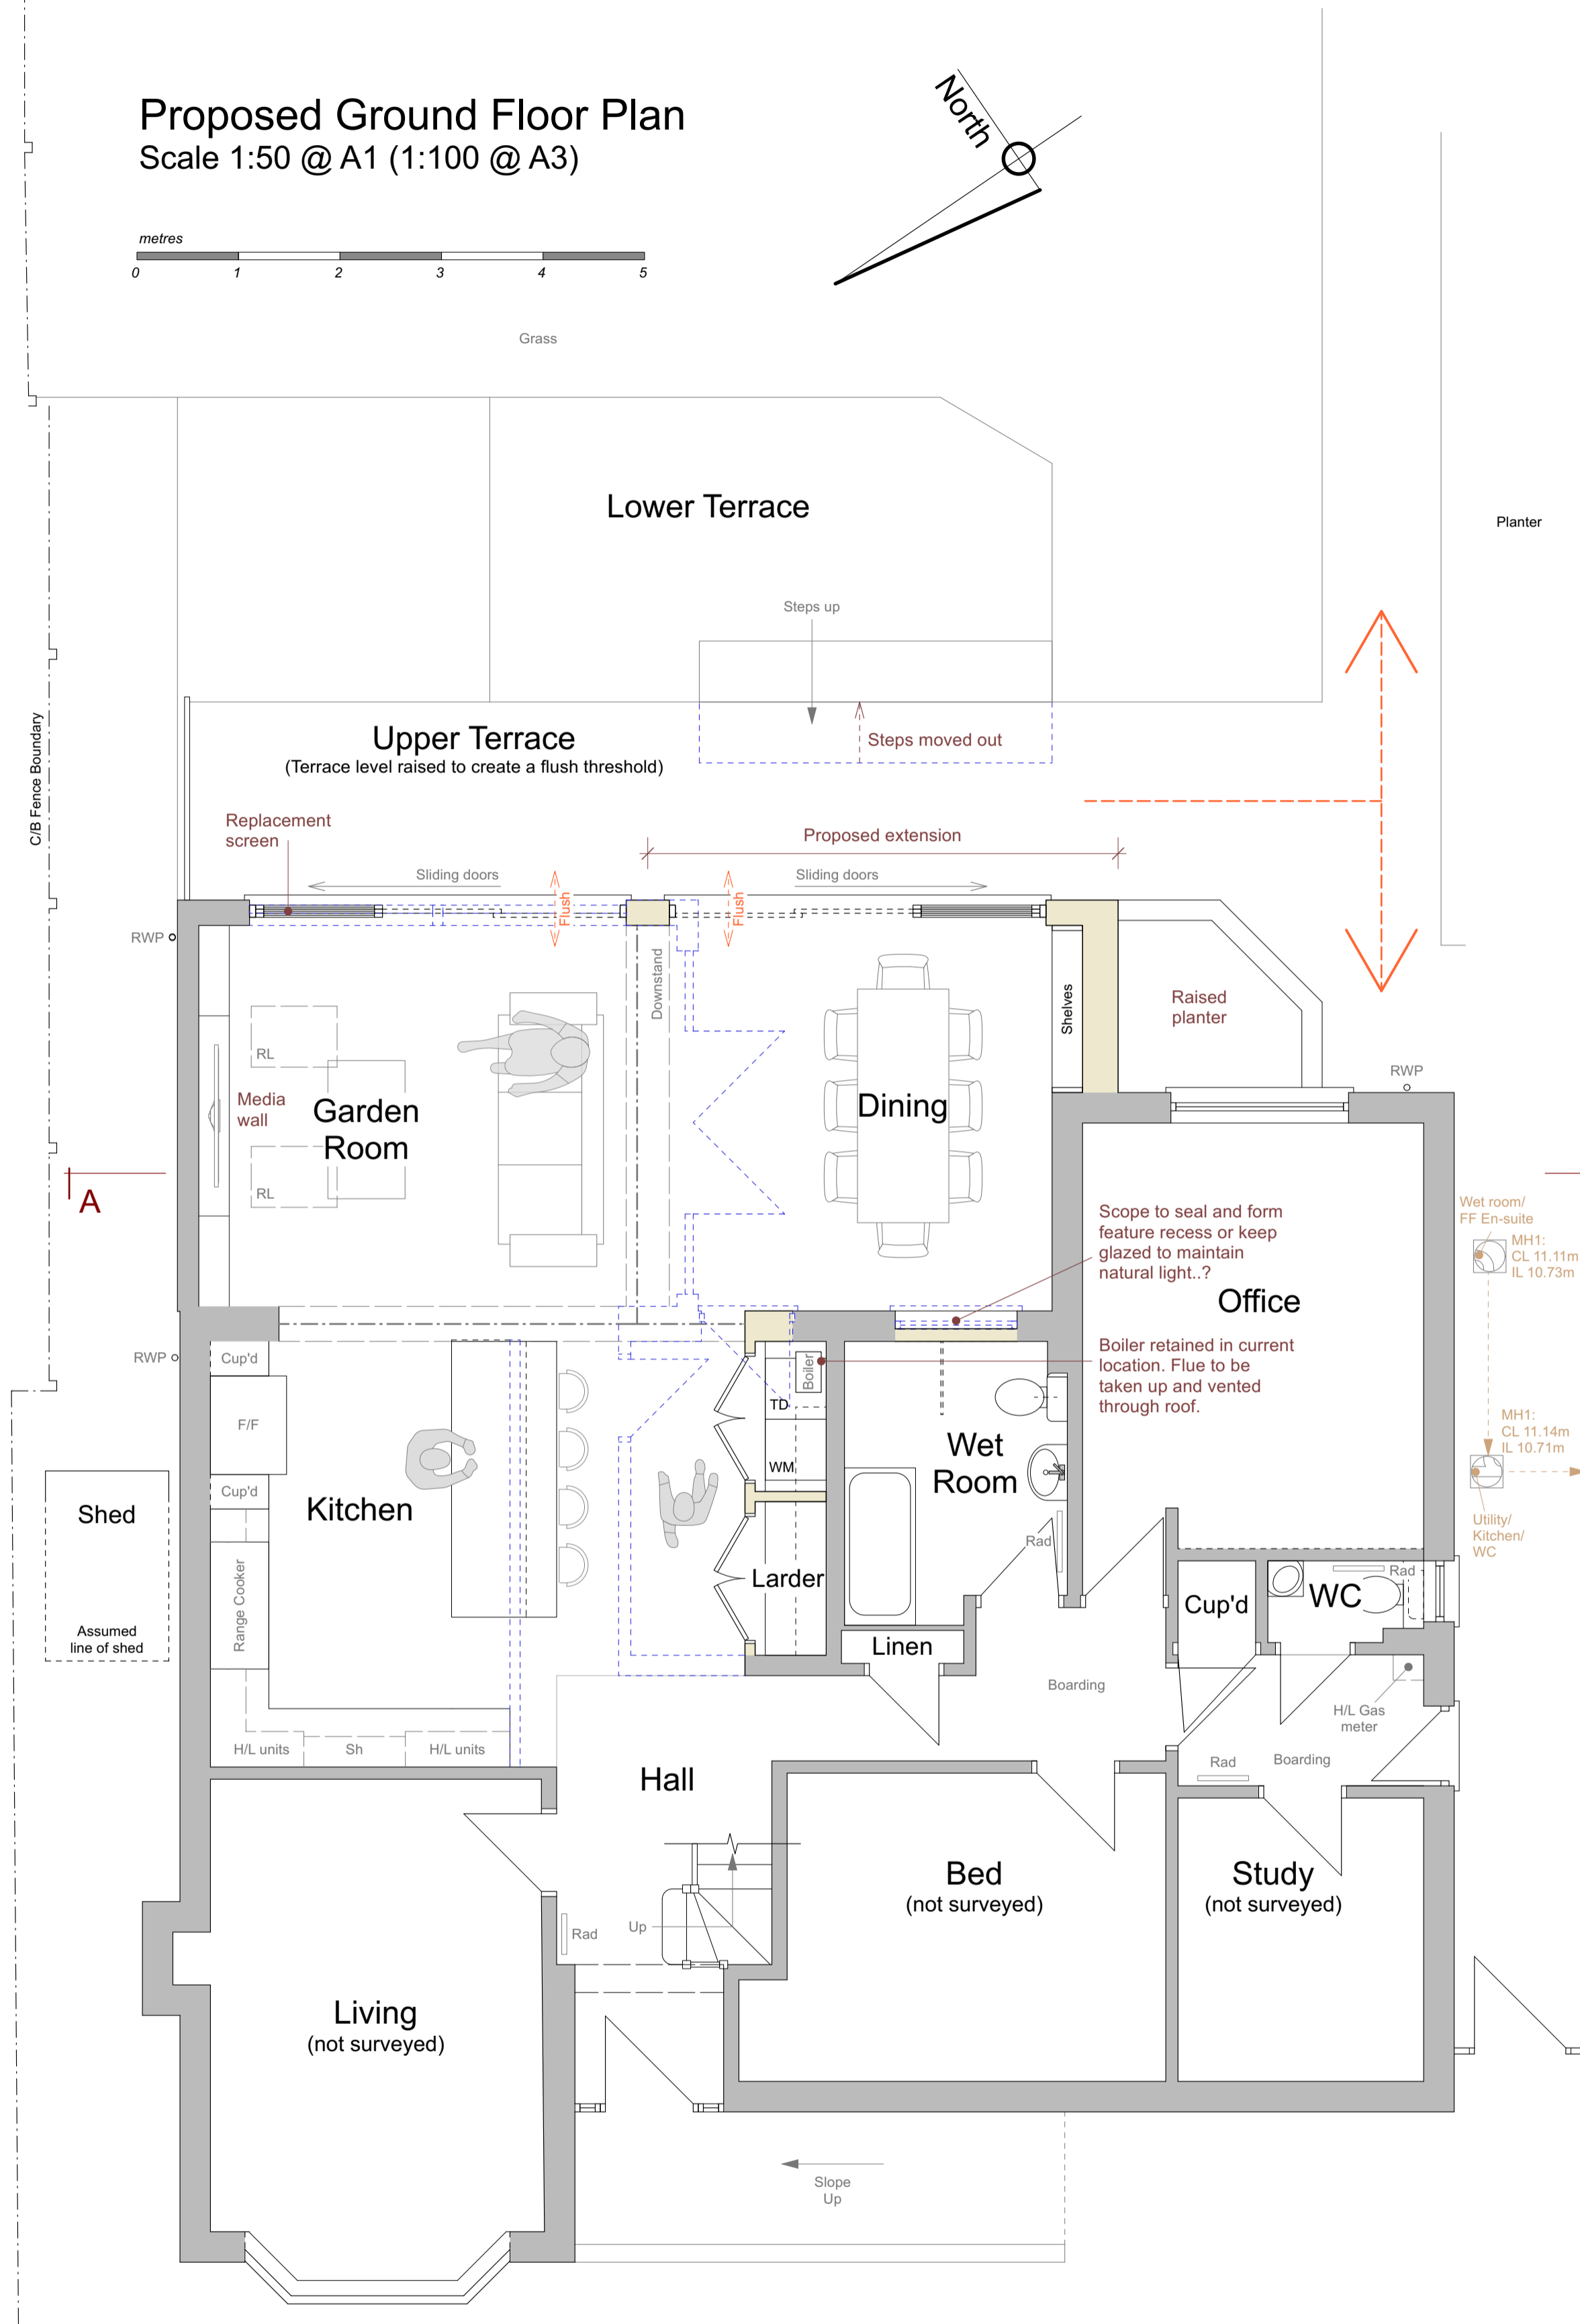 Proposed Ground Floor Plan
Scale 1:50 @ A1 (1:100 @ A3)
North
metres
0 1 2 3 4 5
Grass
Lower Terrace
Planter
Steps up
Steps moved out
Upper Terrace
(Terrace level raised to create a flush threshold)
C/B Fence Boundary
Replacement
screen
Proposed extension
Sliding doors
Sliding doors
Flush
Flush
RWP
Downstand
Shelves
Raised
planter
RWP
RL
Media
wall
Garden
Room
Dining
RL
A
Scope to seal and form
feature recess or keep
glazed to maintain
natural light..?
Office
Wet room/
FF En-suite
MH1:
CL 11.11m
IL 10.73m
Boiler retained in current
location. Flue to be
taken up and vented
through roof.
RWP
Cup'd
Boiler
F/F
TD
WM
Cup'd
Wet
Room
MH1:
CL 11.14m
IL 10.71m
Kitchen
Shed
Utility/
Kitchen/
WC
Rad
Range Cooker
Larder
Rad
Cup'd
WC
Assumed
line of shed
Linen
Boarding
H/L Gas
meter
H/L units
Sh
H/L units
Rad
Boarding
Hall
Bed
(not surveyed)
Study
(not surveyed)
Rad
Up
Living
(not surveyed)
Slope
Up